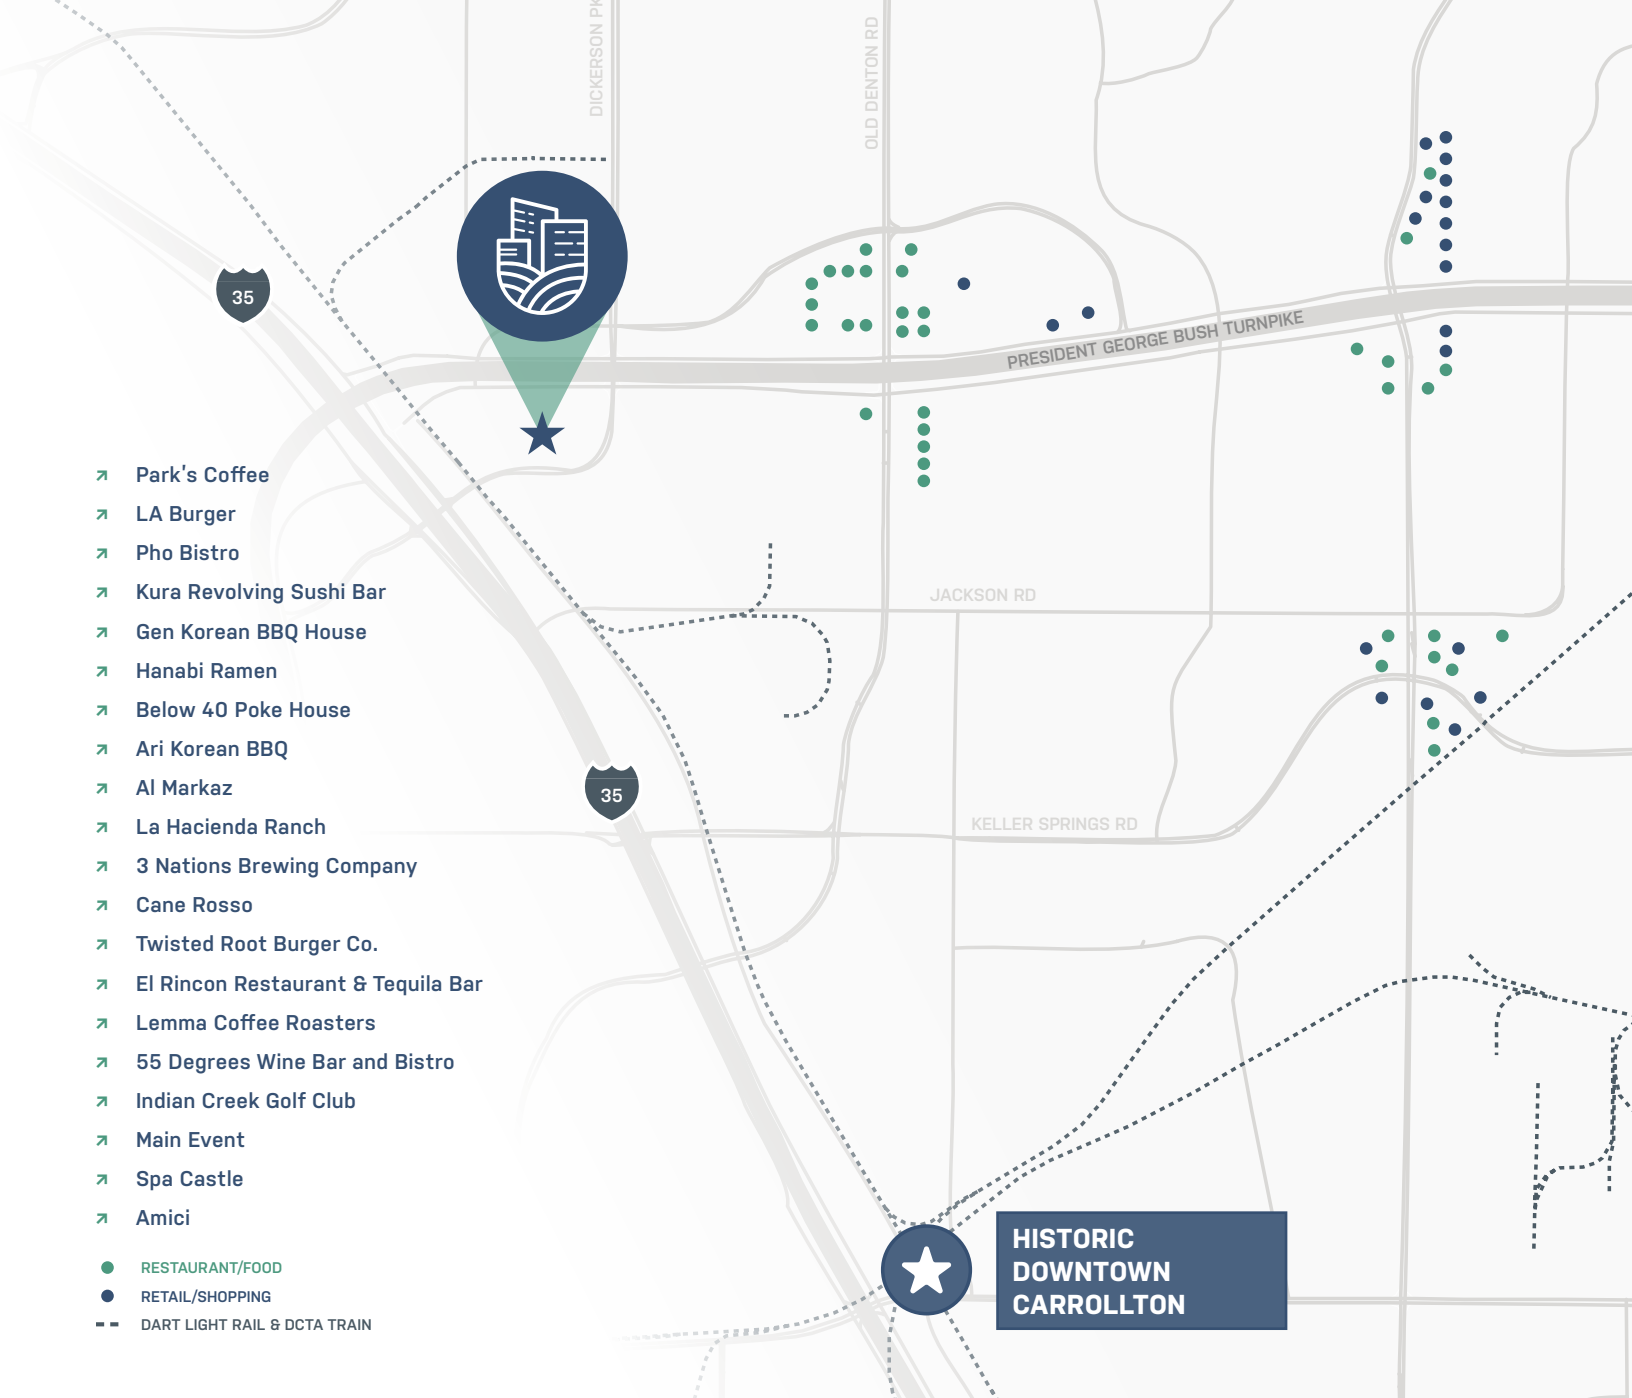 DICKERSON PK
OLD DENTON RD
35
PRESIDENT GEORGE BUSH TURNPIKE
JACKSON RD
35
KELLER SPRINGS RD
Park's Coffee
LA Burger
Pho Bistro
Kura Revolving Sushi Bar
Gen Korean BBQ House
Hanabi Ramen
Below 40 Poke House
Ari Korean BBQ
Al Markaz
La Hacienda Ranch
3 Nations Brewing Company
Cane Rosso
Twisted Root Burger Co.
El Rincon Restaurant & Tequila Bar
Lemma Coffee Roasters
55 Degrees Wine Bar and Bistro
Indian Creek Golf Club
Main Event
Spa Castle
Amici
RESTAURANT/FOOD
RETAIL/SHOPPING
DART LIGHT RAIL & DCTA TRAIN
HISTORIC
DOWNTOWN
CARROLLTON